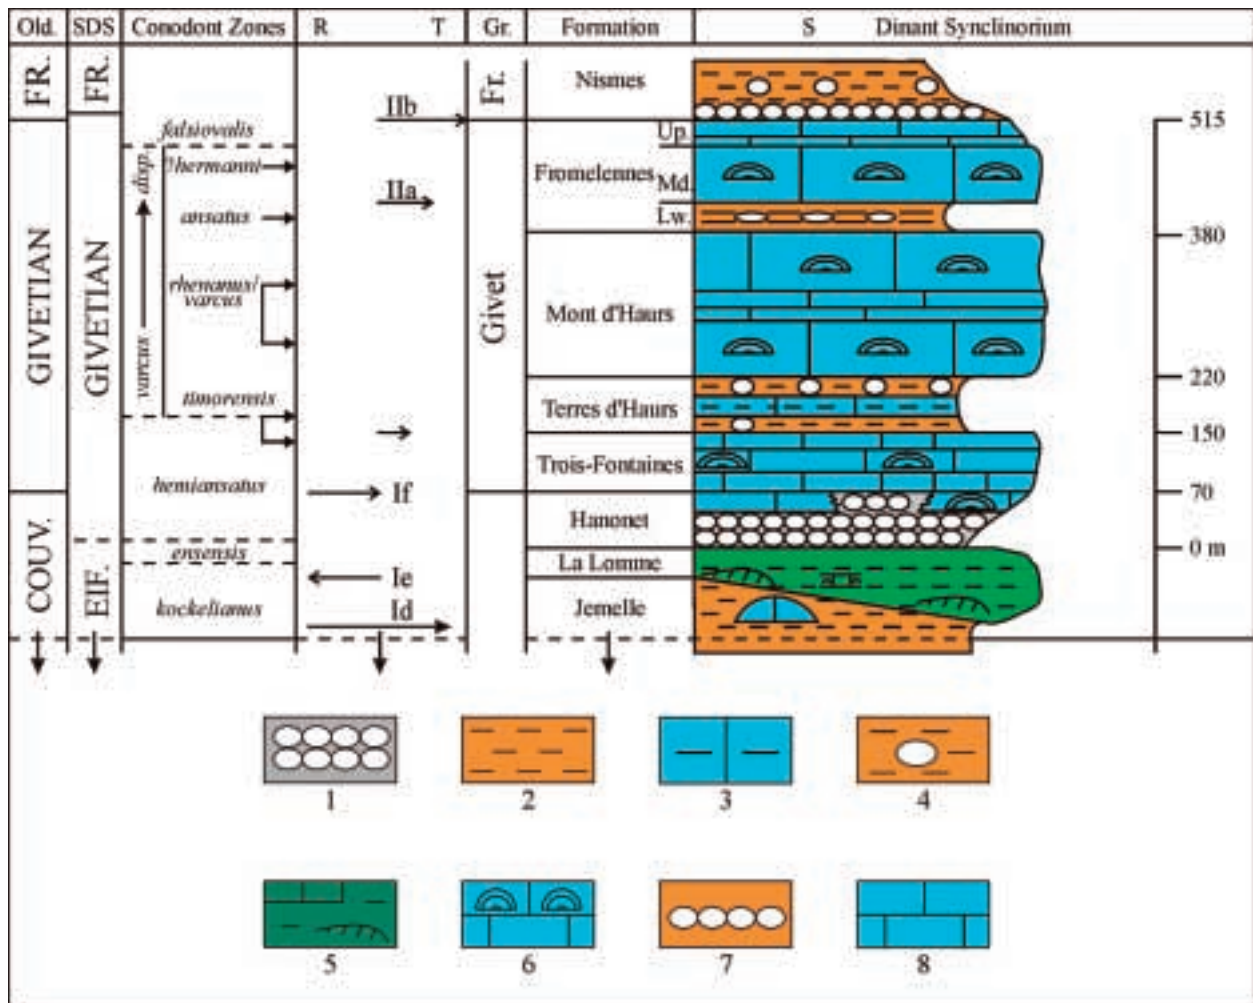 Old. SDS Conodont Zones R T Gr. Formation S Dinant Synclinorium
FR. FR. Fr. Nismes
IIb 515
falsiovalis Up.
disp. ?hermanni Fromelennes
IIa Md.
ansatus Lw.
380
GIVETIAN GIVETIAN rhenanus/ Givet
varcus Mont d'Haurs
varcus 220
timorensis Terres d'Haurs
150
Trois-Fontaines
hemiansatus If 70
Hanonet
ensensis 0 m
COUV. EIF. Ie La Lomme
kockelianus Id Jemelle
1 2 3 4
5 6 7 8